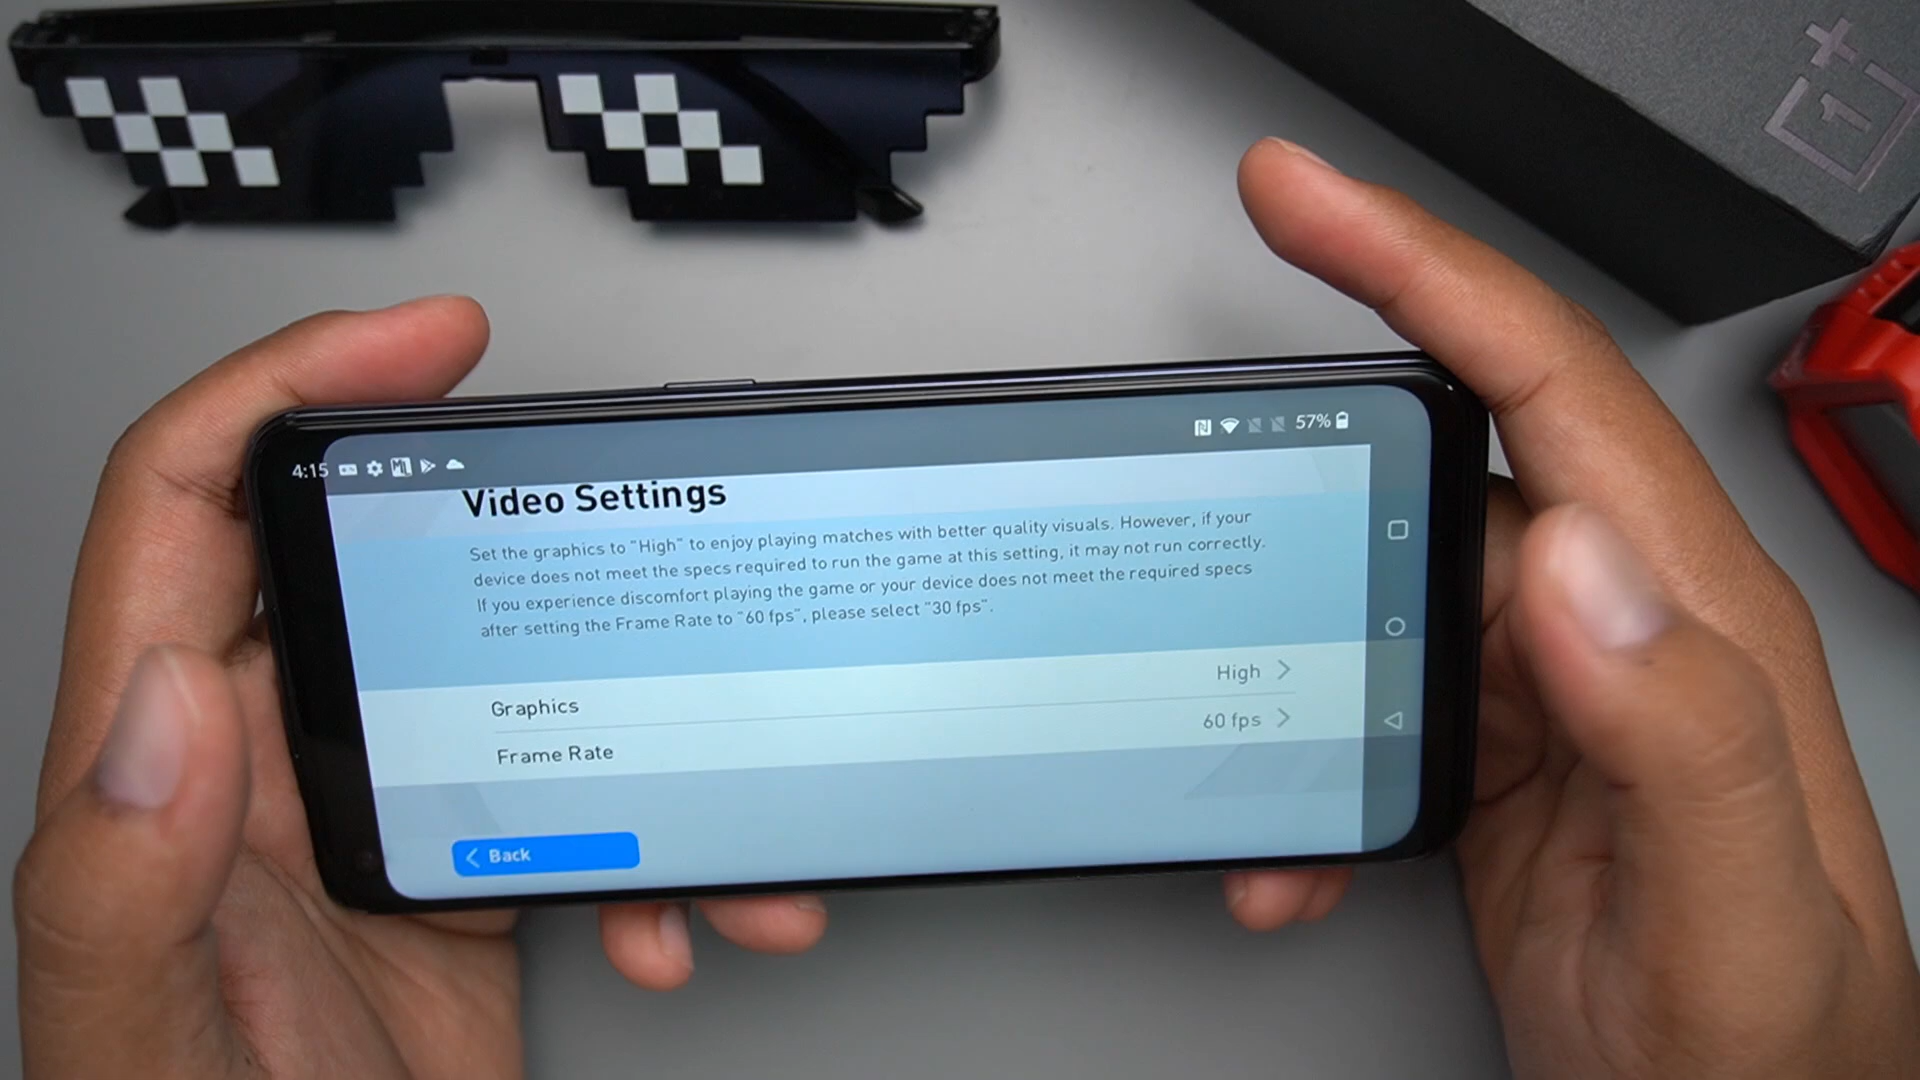 4:15
57%
Video Settings
Set the graphics to "High" to enjoy playing matches with better quality visuals. However, if your
device does not meet the specs required to run the game at this setting, it may not run correctly.
If you experience discomfort playing the game or your device does not meet the required specs
after setting the Frame Rate to "60 fps", please select "30 fps".
Graphics
High
Frame Rate
60 fps
Back
1+